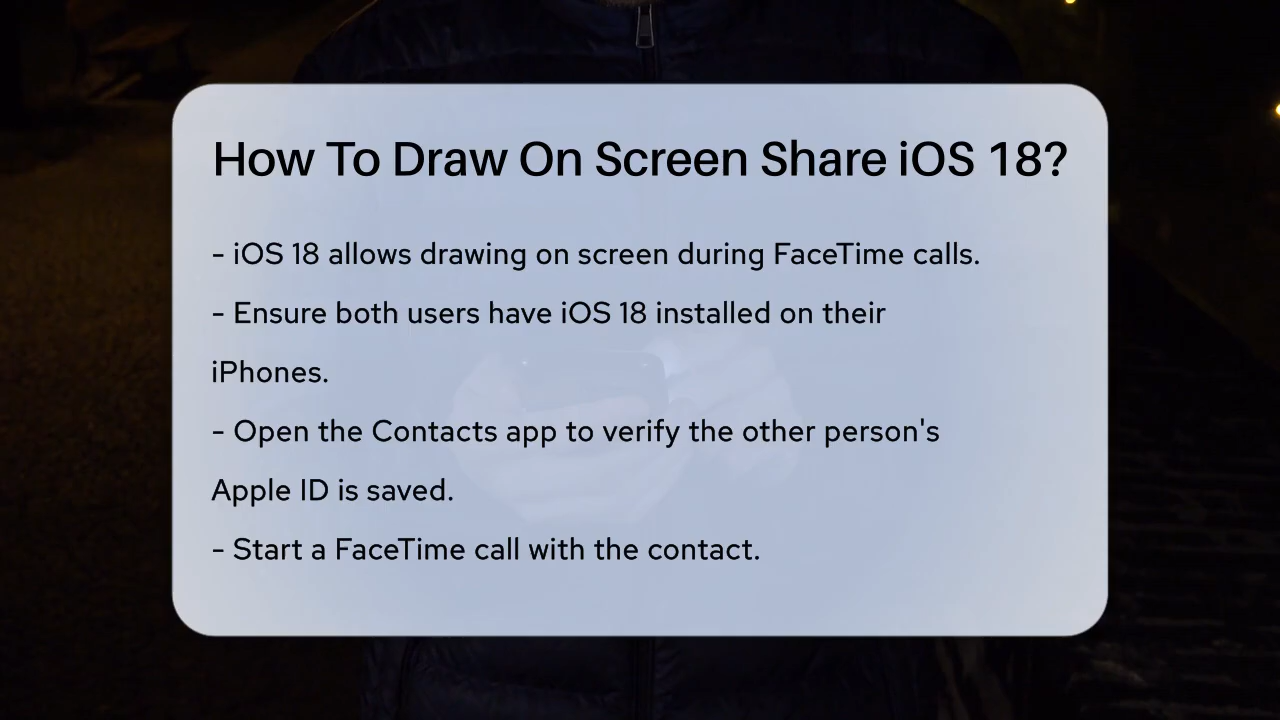 How To Draw On Screen Share iOS 18?
- iOS 18 allows drawing on screen during FaceTime calls.
- Ensure both users have iOS 18 installed on their
iPhones.
- Open the Contacts app to verify the other person's
Apple ID is saved.
- Start a FaceTime call with the contact.